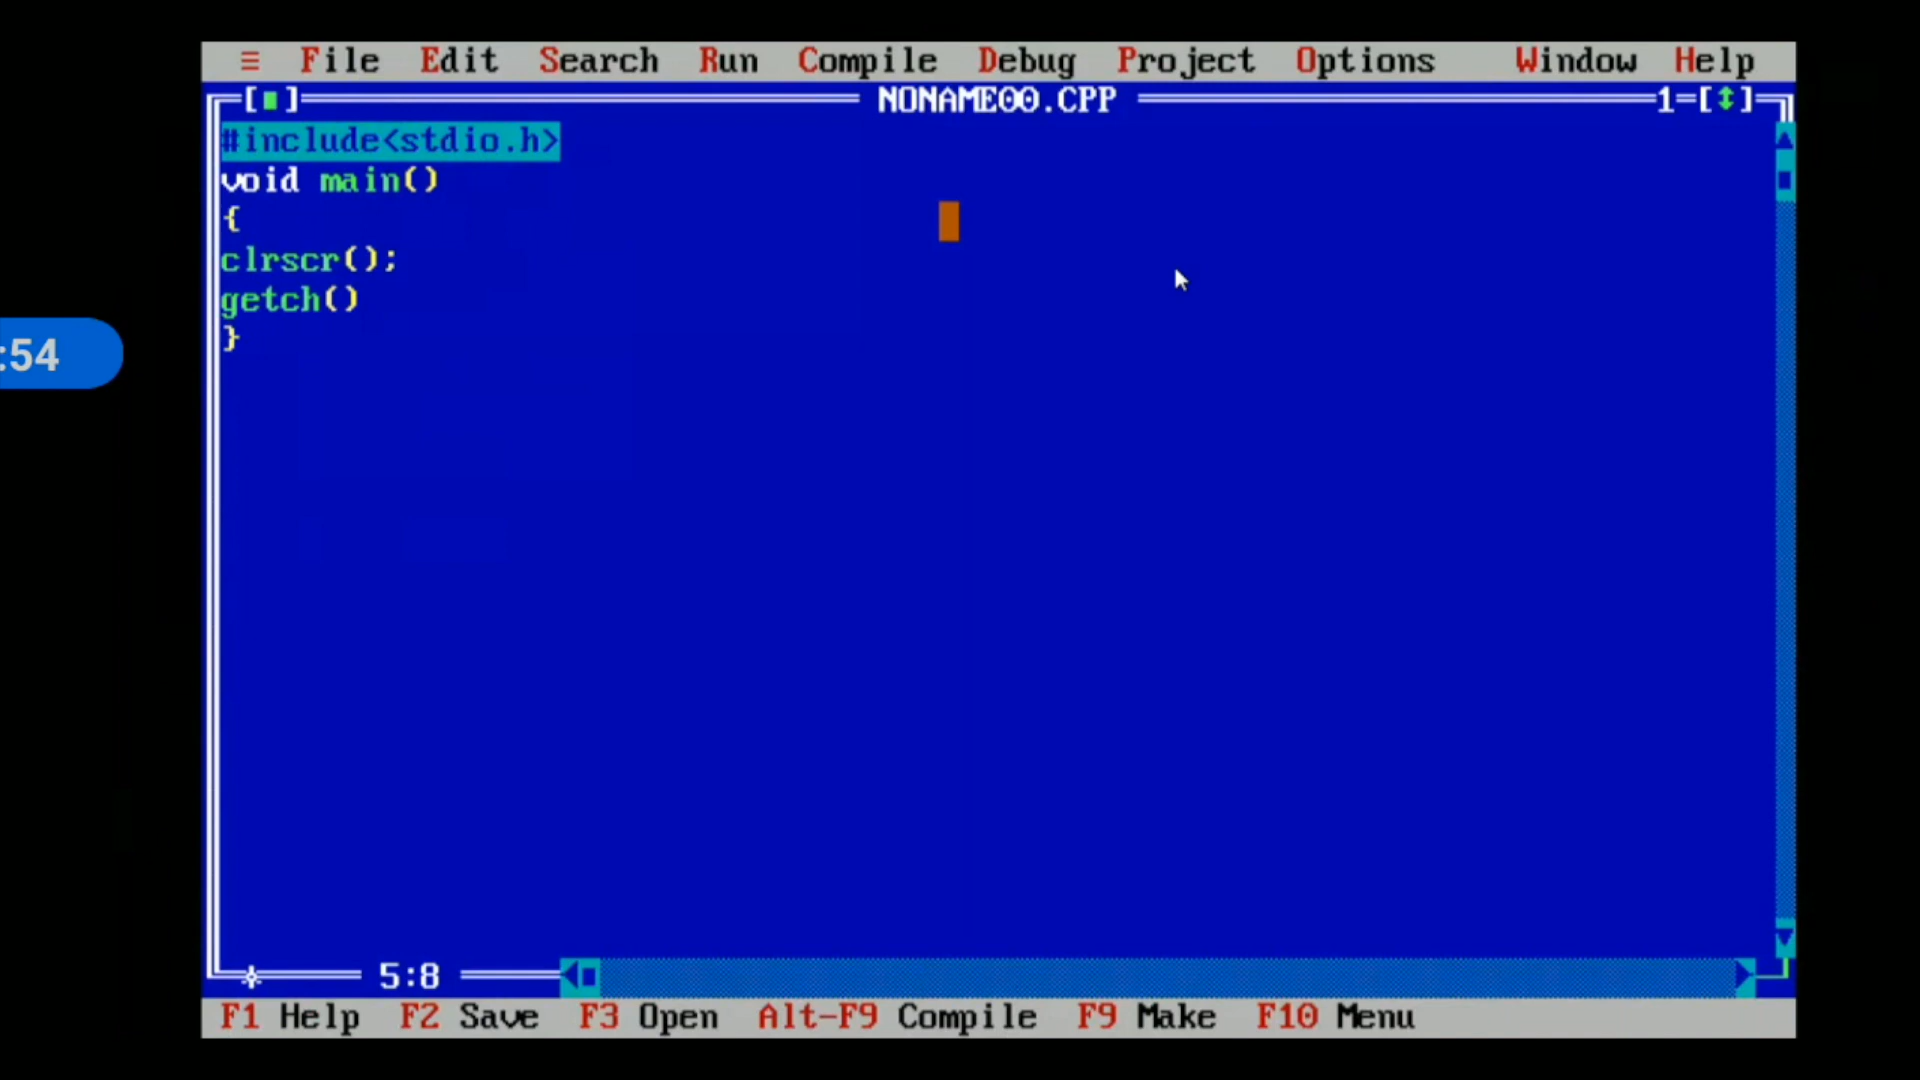 ≡ File Edit Search Run Compile Debug Project Options Window Help
[■] NONAME00.CPP 1=[↕]
#include<stdio.h>
void main()
{
clrscr();
getch()
}
:54
5:8
F1 Help F2 Save F3 Open Alt-F9 Compile F9 Make F10 Menu